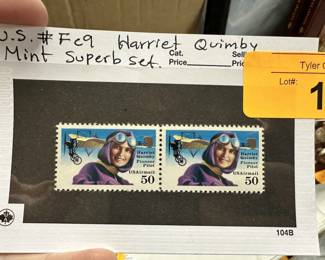 U.S. # Fc9 Harriet Quimby
Mint Superb set.
Cat.
Price
Sell
Price
Tyler
Lot#:
1
Harriet
Quimby
Pioneer
Pilot
USAirmail
50
Harriet
Quimby
Pioneer
Pilot
USAirmail
50
104B